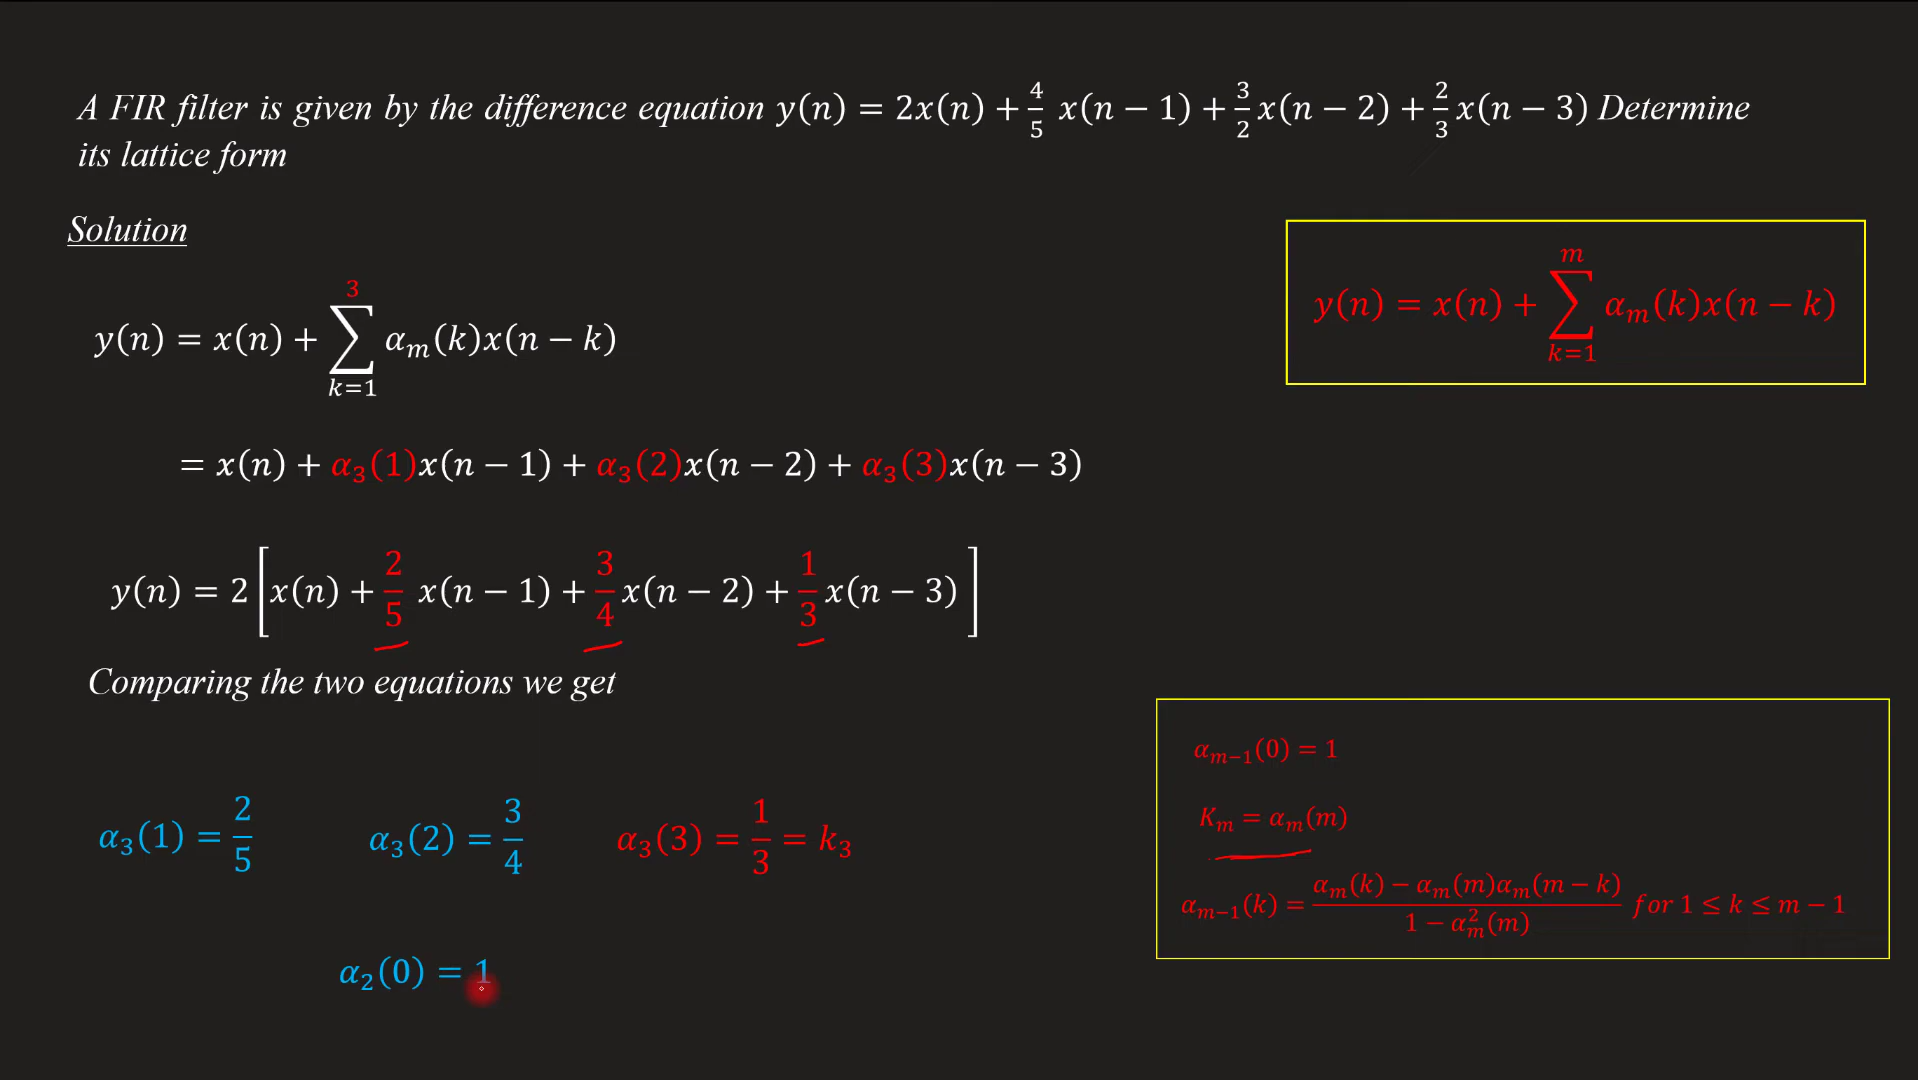 A FIR filter is given by the difference equation y(n) = 2x(n) + 4/5 x(n − 1) + 3/2 x(n − 2) + 2/3 x(n − 3) Determine
its lattice form
Solution
y(n) = x(n) + ∑_{k=1}^{3} α_m(k)x(n − k)
y(n) = x(n) + ∑_{k=1}^{m} α_m(k)x(n − k)
= x(n) + α_3(1)x(n − 1) + α_3(2)x(n − 2) + α_3(3)x(n − 3)
y(n) = 2[x(n) + 2/5 x(n − 1) + 3/4 x(n − 2) + 1/3 x(n − 3)]
Comparing the two equations we get
α_3(1) = 2/5
α_3(2) = 3/4
α_3(3) = 1/3 = k_3
α_2(0) = 1
α_{m−1}(0) = 1
K_m = α_m(m)
α_{m−1}(k) = (α_m(k) − α_m(m)α_m(m − k))/(1 − α_m^2(m)) for 1 ≤ k ≤ m − 1